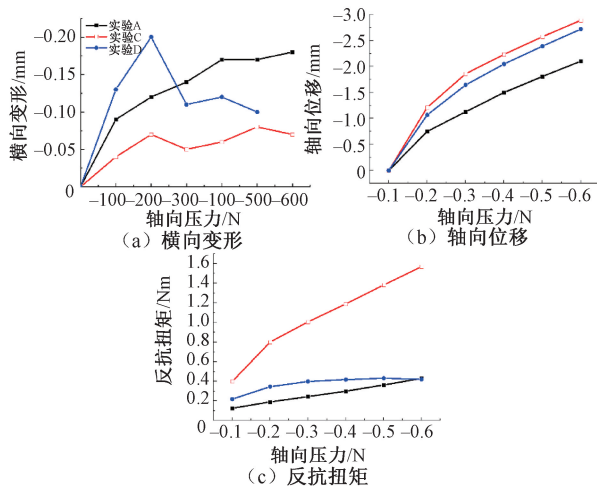 实验A
实验C
实验D
横向变形/mm
-0.20
-0.15
-0.10
-0.05
0
-100 -200 -300 -100 -500 -600
轴向压力/N
(a)横向变形
轴向位移/mm
-3.0
-2.5
-2.0
-1.5
-1.0
-0.5
0
-0.1 -0.2 -0.3 -0.4 -0.5 -0.6
轴向压力/N
(b)轴向位移
反抗扭矩/Nm
1.6
1.4
1.2
1.0
0.8
0.6
0.4
0.2
0
-0.1 -0.2 -0.3 -0.4 -0.5 -0.6
轴向压力/N
(c)反抗扭矩